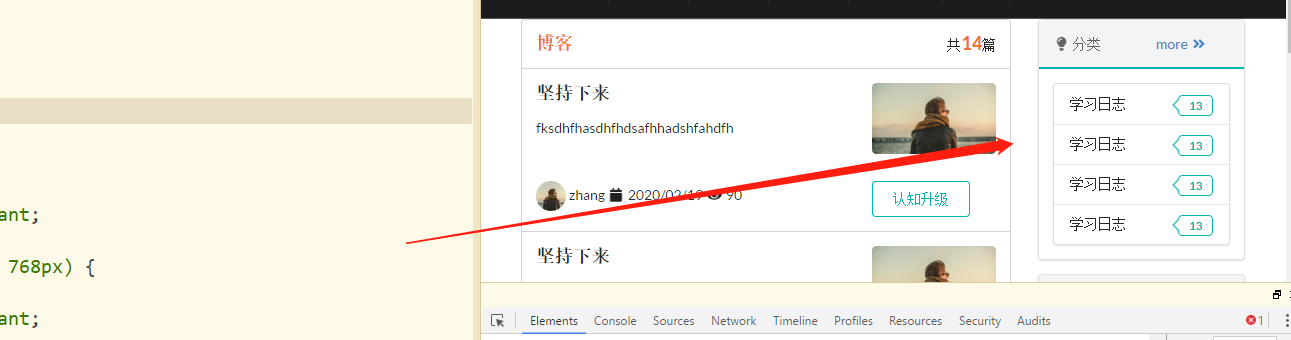 ant;
768px) {
ant;
博客
共14篇
坚持下来
fksdhfhasdhfhdsafhhadshfahdfh
zhang 2020/02/19 90
认知升级
坚持下来
分类
more
学习日志 13
学习日志 13
学习日志 13
学习日志 13
Elements Console Sources Network Timeline Profiles Resources Security Audits
1